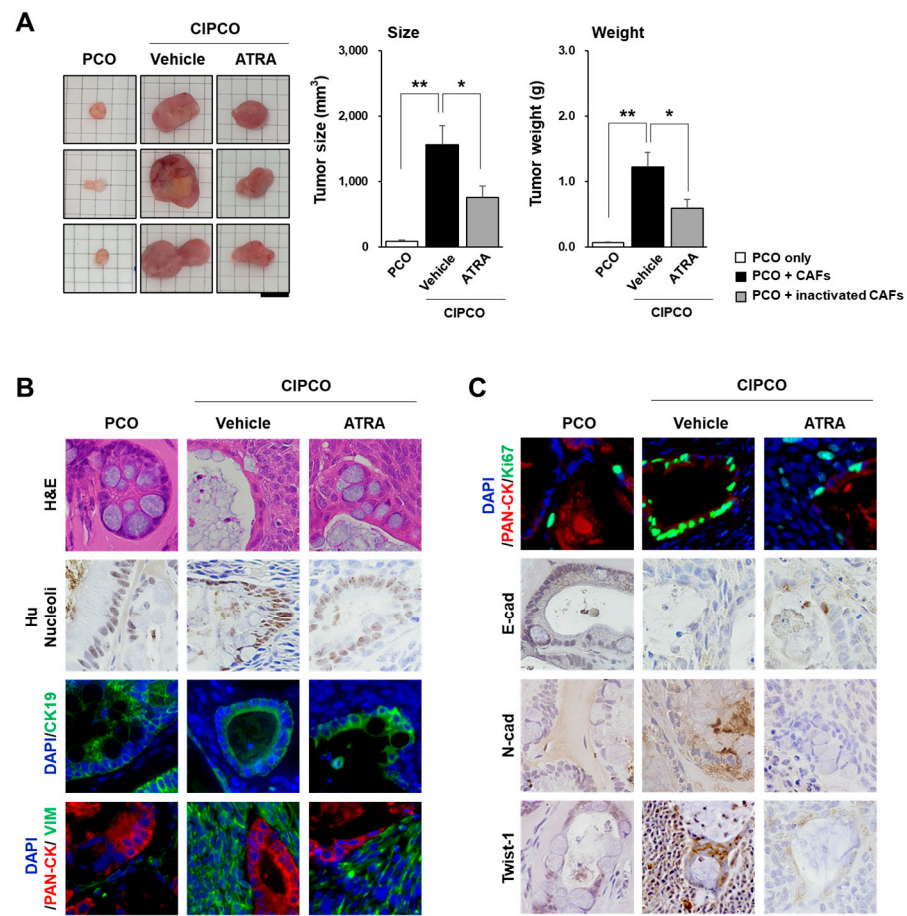 A
CIPCO
PCO
Vehicle
ATRA
Size
Tumor size (mm3)
3,000
2,000
1,000
0
**
*
PCO
Vehicle
ATRA
CIPCO
Weight
Tumor weight (g)
3.0
2.0
1.0
0.0
**
*
PCO
Vehicle
ATRA
CIPCO
PCO only
PCO + CAFs
PCO + inactivated CAFs
B
CIPCO
PCO
Vehicle
ATRA
H&E
Hu
Nucleoli
DAPI/CK19
DAPI
/PAN-CK/ VIM
C
CIPCO
PCO
Vehicle
ATRA
DAPI
/PAN-CK/Ki67
E-cad
N-cad
Twist-1